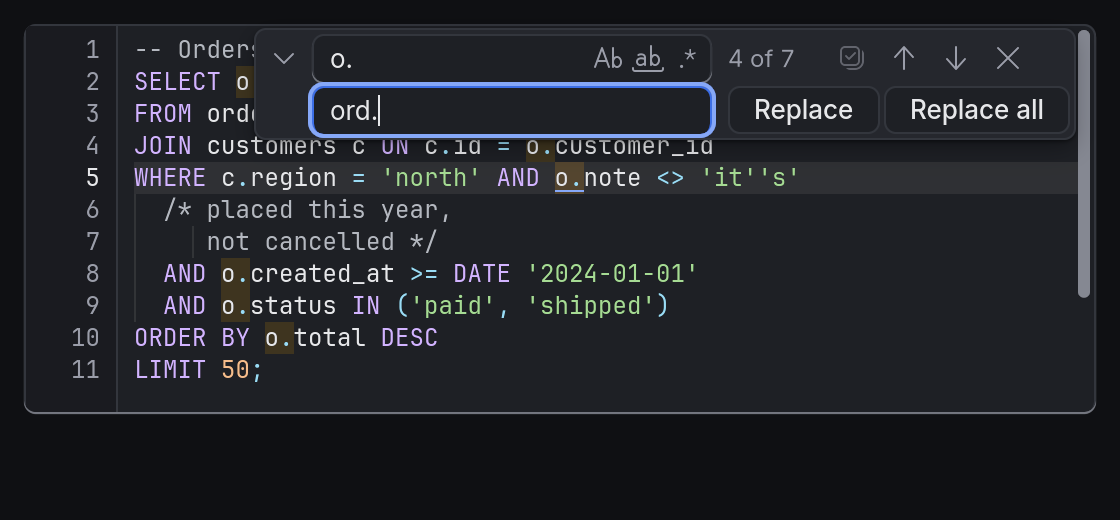 o. Ab ab .* 4 of 7
ord. Replace Replace all
1 -- Orders
2 SELECT o
3 FROM orde
4 JOIN customers c ON c.id = o.customer_id
5 WHERE c.region = 'north' AND o.note <> 'it''s'
6 /* placed this year,
7 not cancelled */
8 AND o.created_at >= DATE '2024-01-01'
9 AND o.status IN ('paid', 'shipped')
10 ORDER BY o.total DESC
11 LIMIT 50;